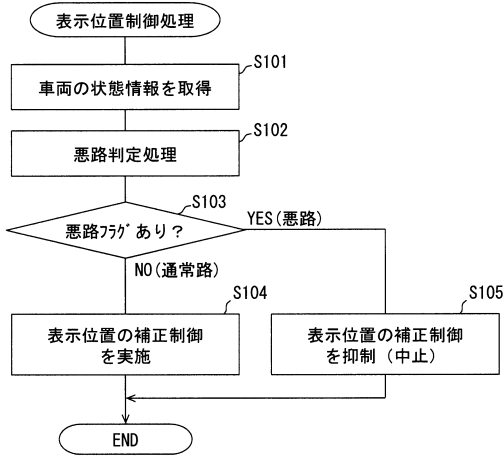 表示位置制御処理
S101
車両の状態情報を取得
S102
悪路判定処理
S103
悪路ﾌﾗｸﾞあり？
YES(悪路)
NO(通常路)
S104
表示位置の補正制御
を実施
S105
表示位置の補正制御
を抑制（中止）
END